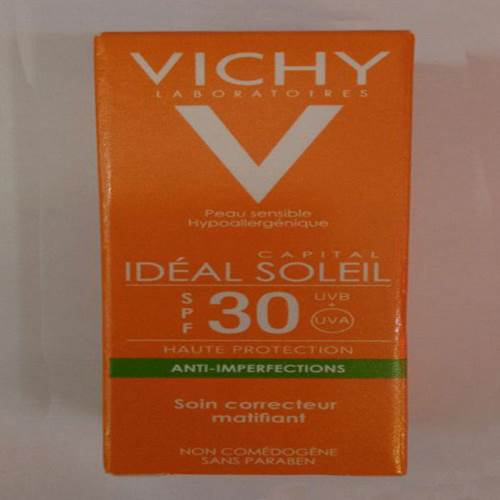 VICHY
LABORATOIRES
V
Peau sensible
Hypoallergénique
CAPITAL
IDÉAL SOLEIL
SPF 30 UVB + UVA
HAUTE PROTECTION
ANTI-IMPERFECTIONS
Soin correcteur
matifiant
NON COMÉDOGÈNE
SANS PARABEN